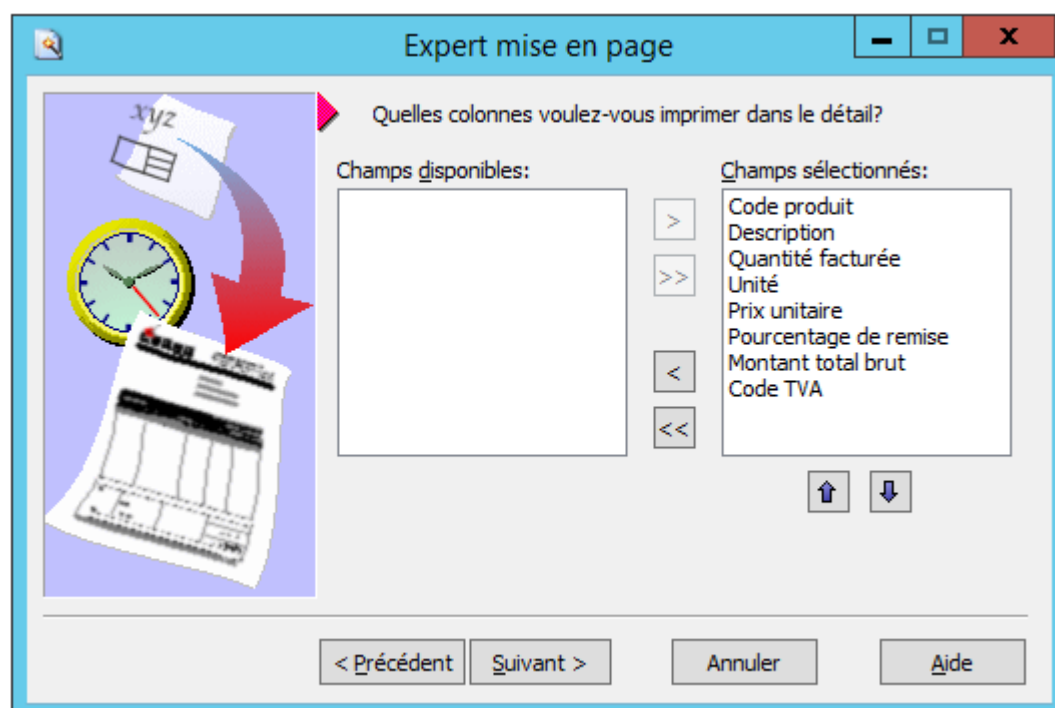 Expert mise en page
xyz
Quelles colonnes voulez-vous imprimer dans le détail?
Champs disponibles:
Champs sélectionnés:
>
>>
<
<<
Code produit
Description
Quantité facturée
Unité
Prix unitaire
Pourcentage de remise
Montant total brut
Code TVA
< Précédent
Suivant >
Annuler
Aide